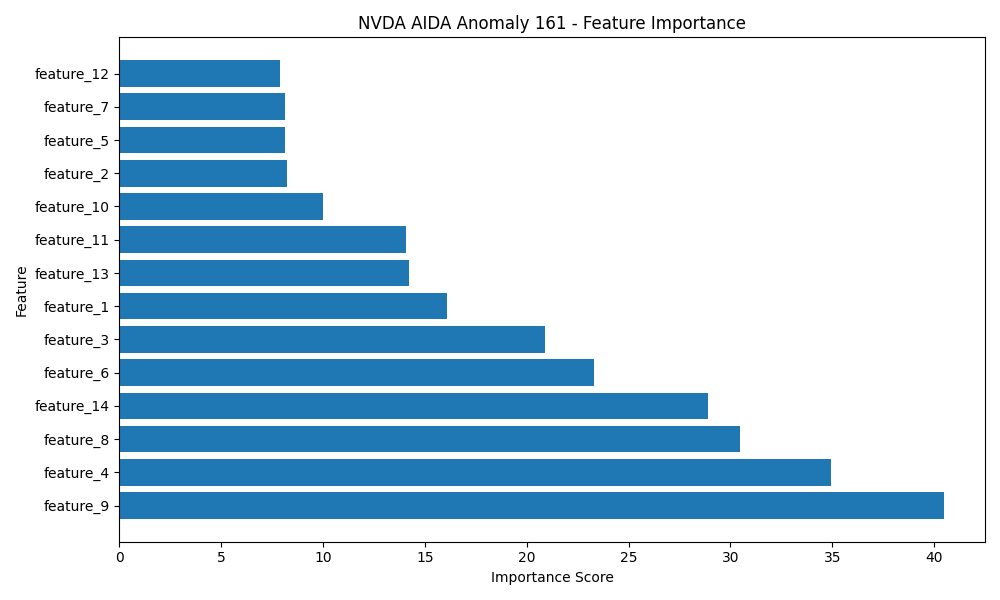 NVDA AIDA Anomaly 161 - Feature Importance
feature_12
feature_7
feature_5
feature_2
feature_10
feature_11
feature_13
feature_1
feature_3
feature_6
feature_14
feature_8
feature_4
feature_9
Feature
0 5 10 15 20 25 30 35 40
Importance Score